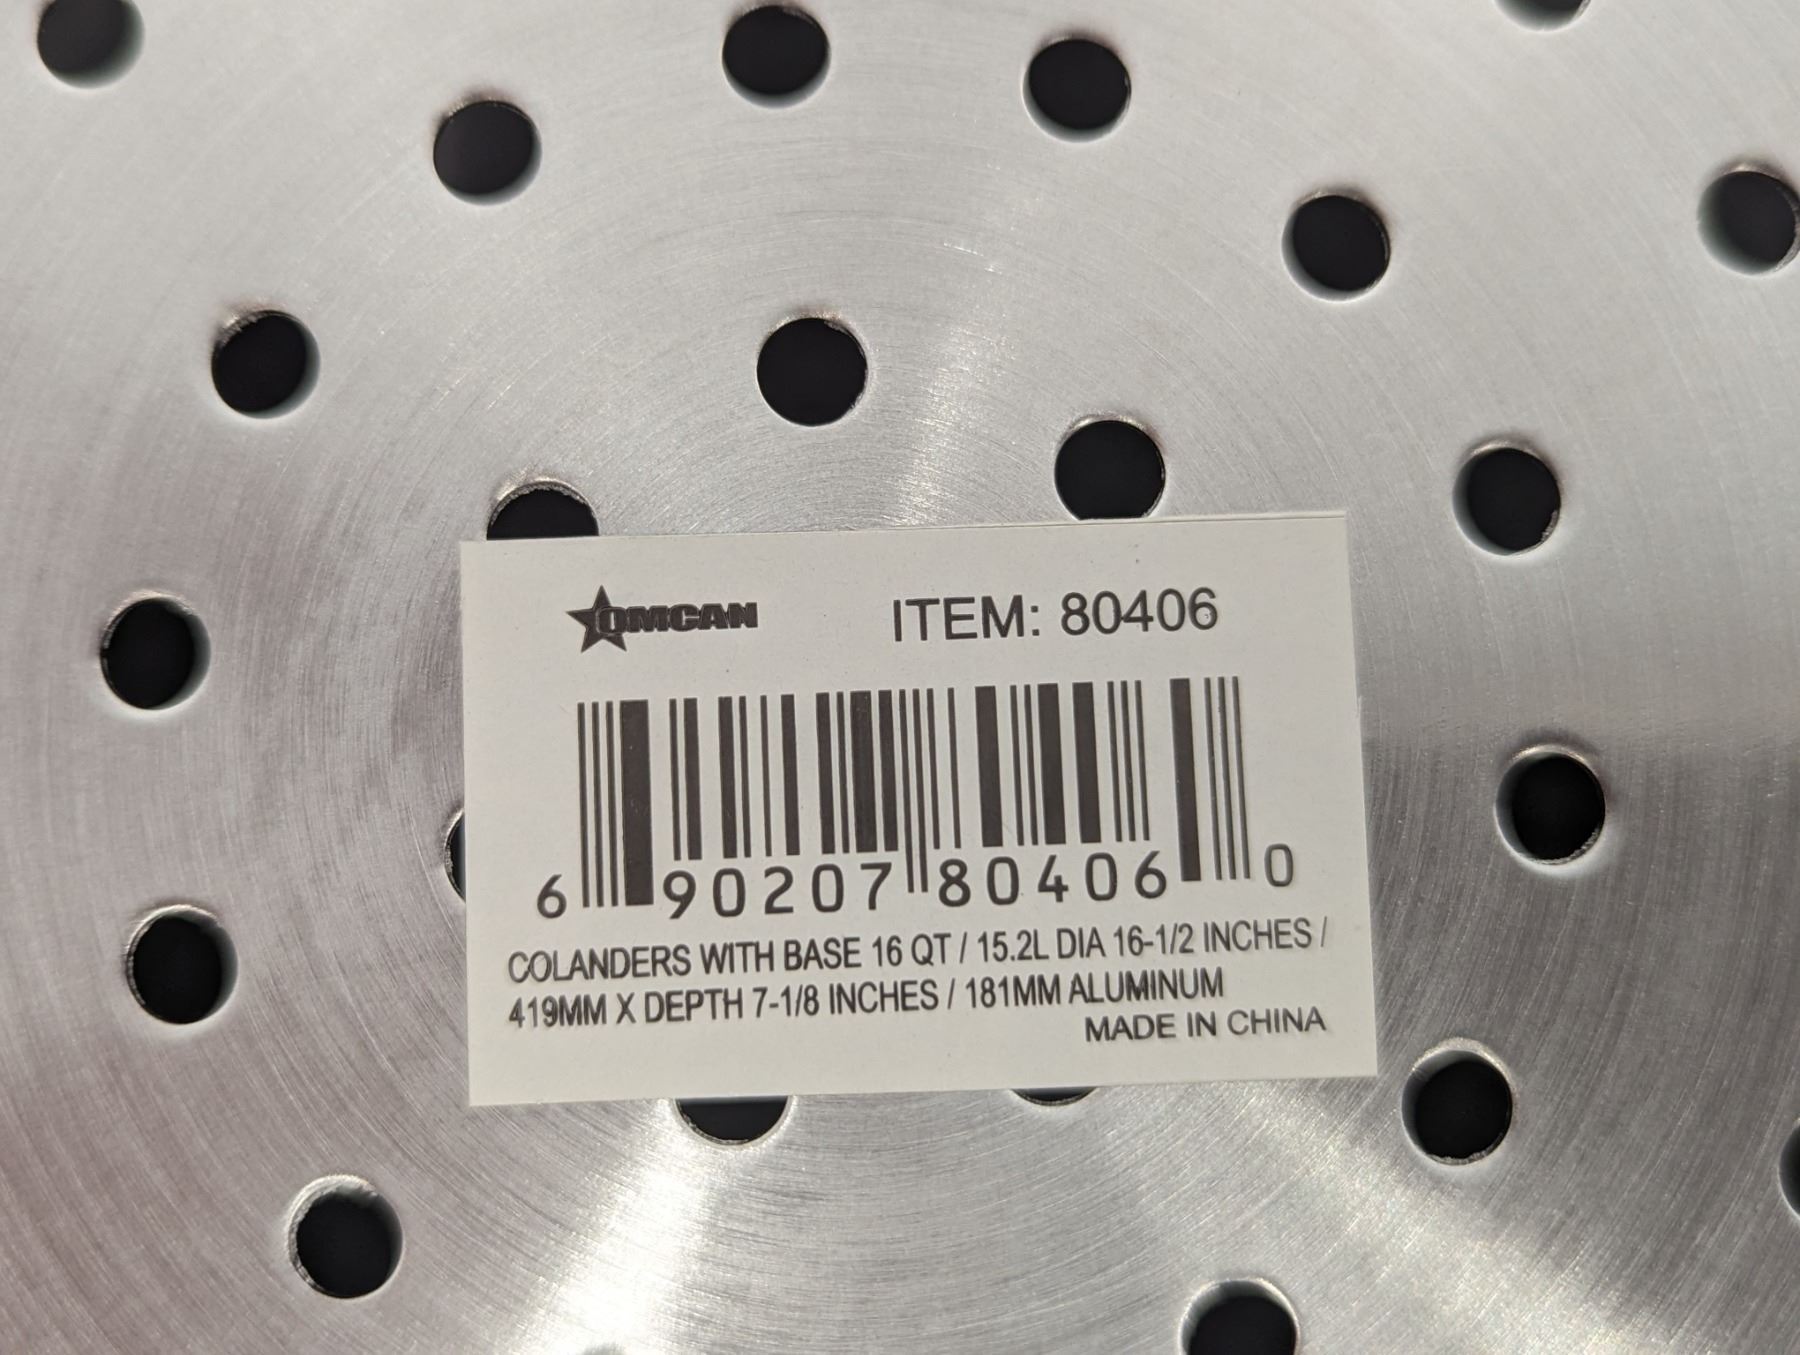 OMCAN ITEM: 80406
6 90207 80406 0
COLANDERS WITH BASE 16 QT / 15.2L DIA 16-1/2 INCHES /
419MM X DEPTH 7-1/8 INCHES / 181MM ALUMINUM
MADE IN CHINA